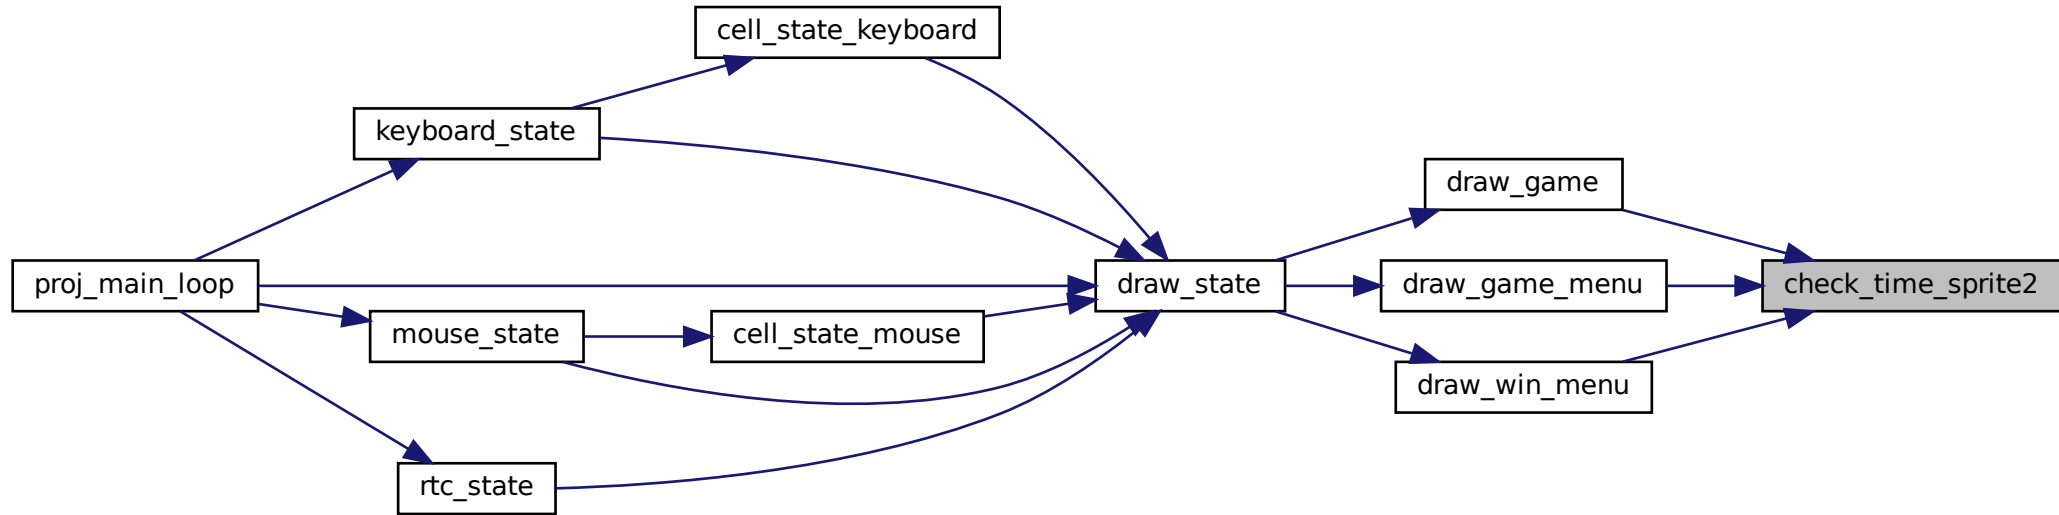 cell_state_keyboard
keyboard_state
draw_game
proj_main_loop
draw_state
draw_game_menu
check_time_sprite2
mouse_state
cell_state_mouse
draw_win_menu
rtc_state